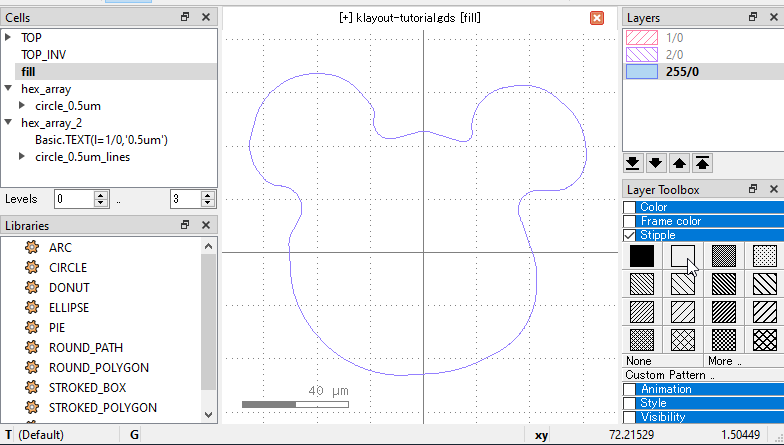 Cells
TOP
TOP_INV
fill
hex_array
circle_0.5um
hex_array_2
Basic.TEXT(l=1/0,'0.5um')
circle_0.5um_lines
Levels 0 .. 3
Libraries
ARC
CIRCLE
DONUT
ELLIPSE
PIE
ROUND_PATH
ROUND_POLYGON
STROKED_BOX
STROKED_POLYGON
[+] klayout-tutorial.gds [fill]
40 μm
Layers
1/0
2/0
255/0
Layer Toolbox
Color
Frame color
Stipple
None More ..
Custom Pattern ..
Animation
Style
Visibility
T (Default) G xy 72.21529 1.50449